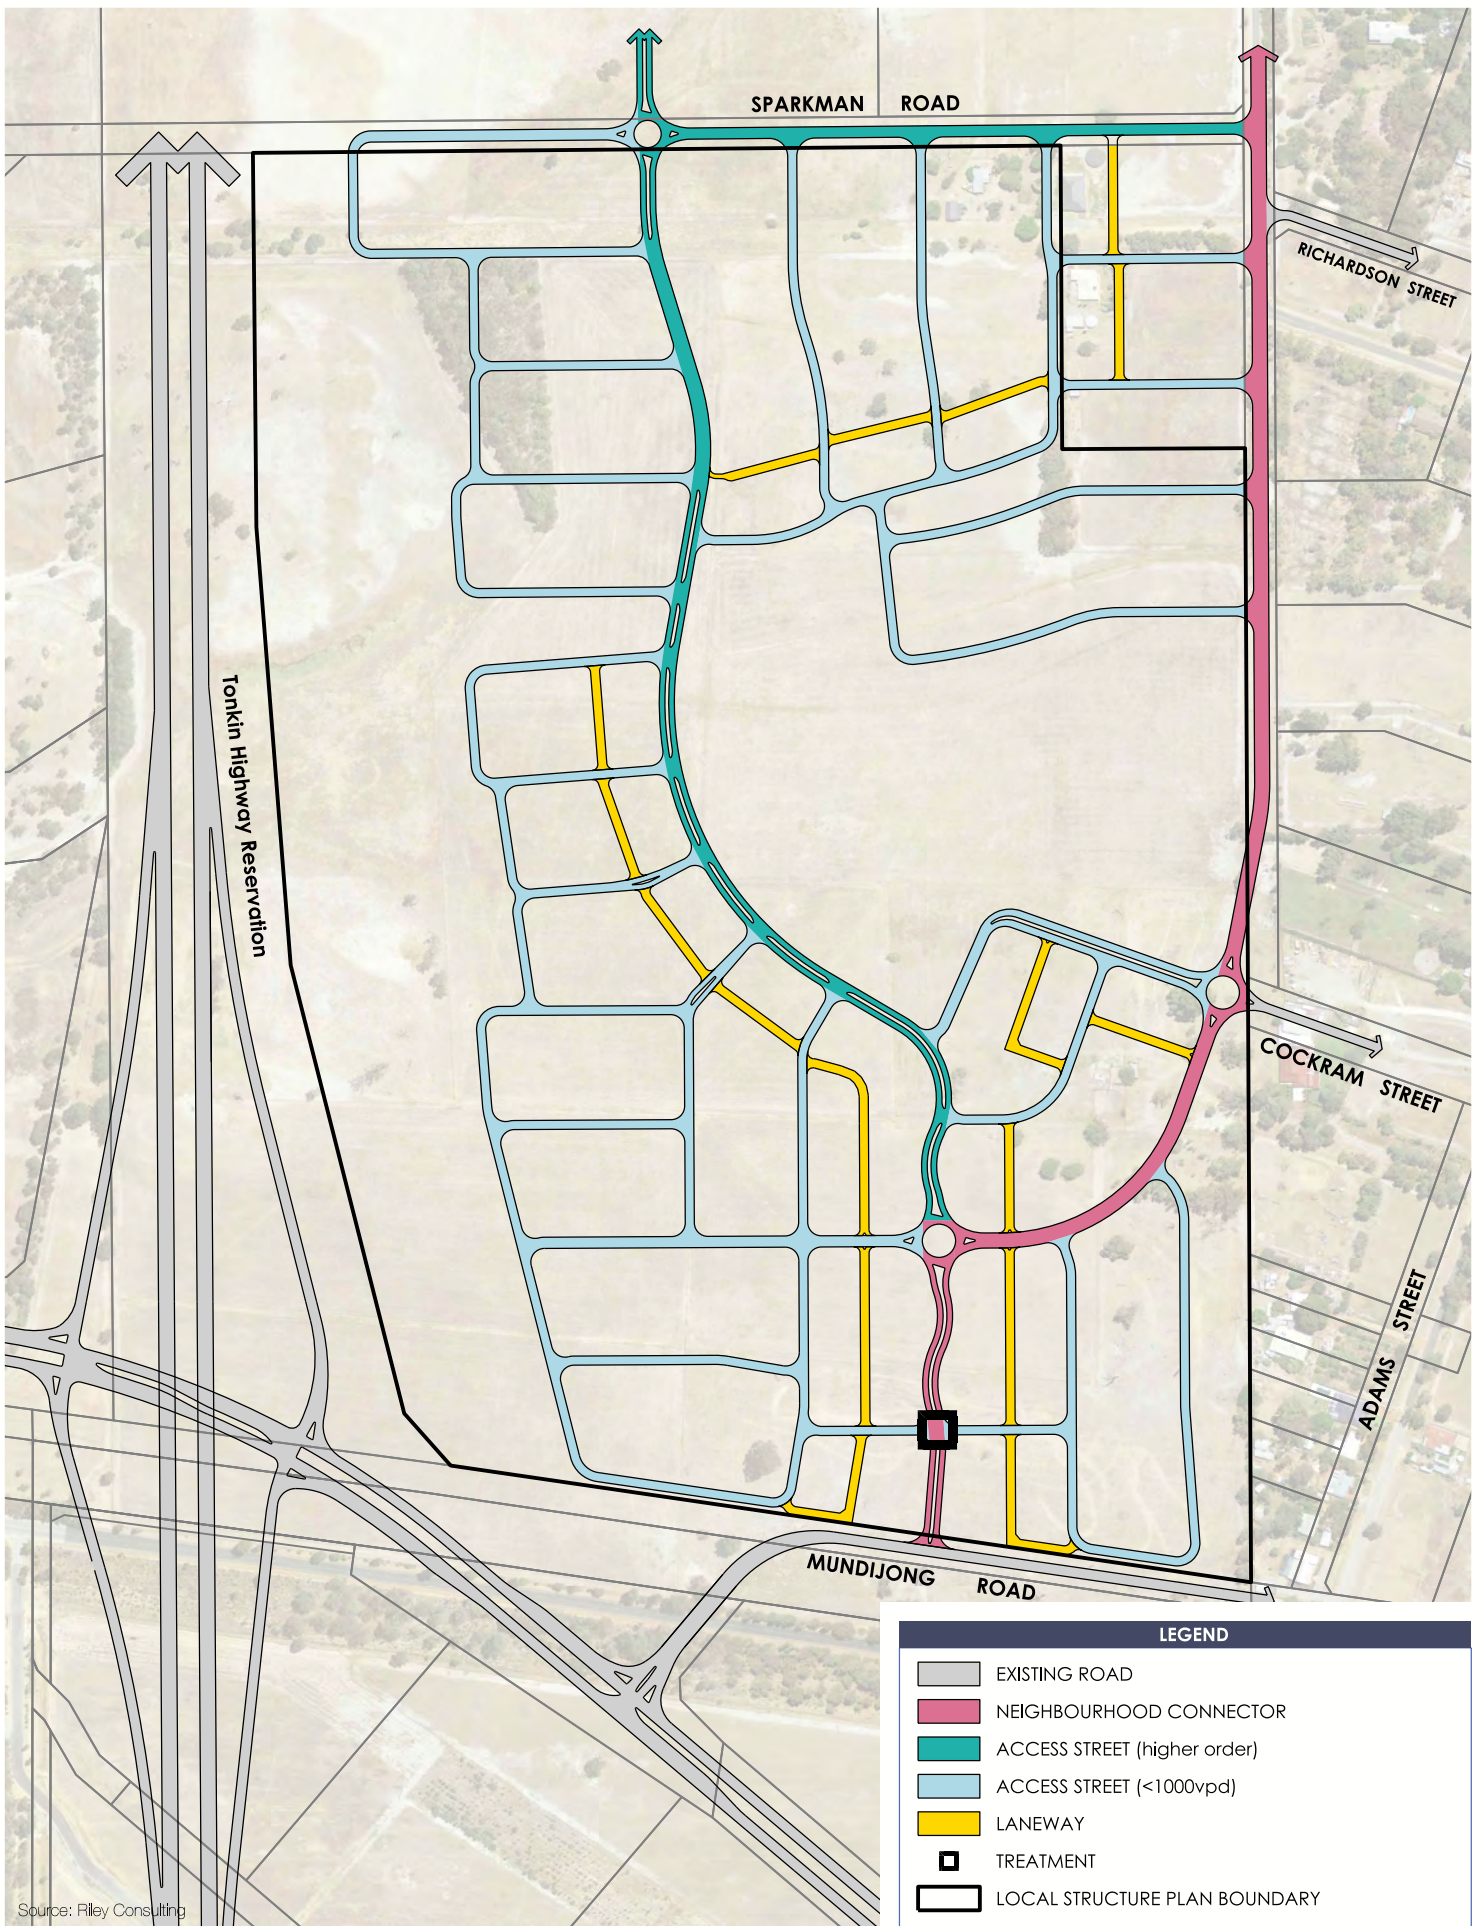 SPARKMAN ROAD
RICHARDSON STREET
Tonkin Highway Reservation
COCKRAM STREET
ADAMS STREET
MUNDIJONG ROAD
LEGEND
EXISTING ROAD
NEIGHBOURHOOD CONNECTOR
ACCESS STREET (higher order)
ACCESS STREET (<1000vpd)
LANEWAY
TREATMENT
LOCAL STRUCTURE PLAN BOUNDARY
Source: Riley Consulting